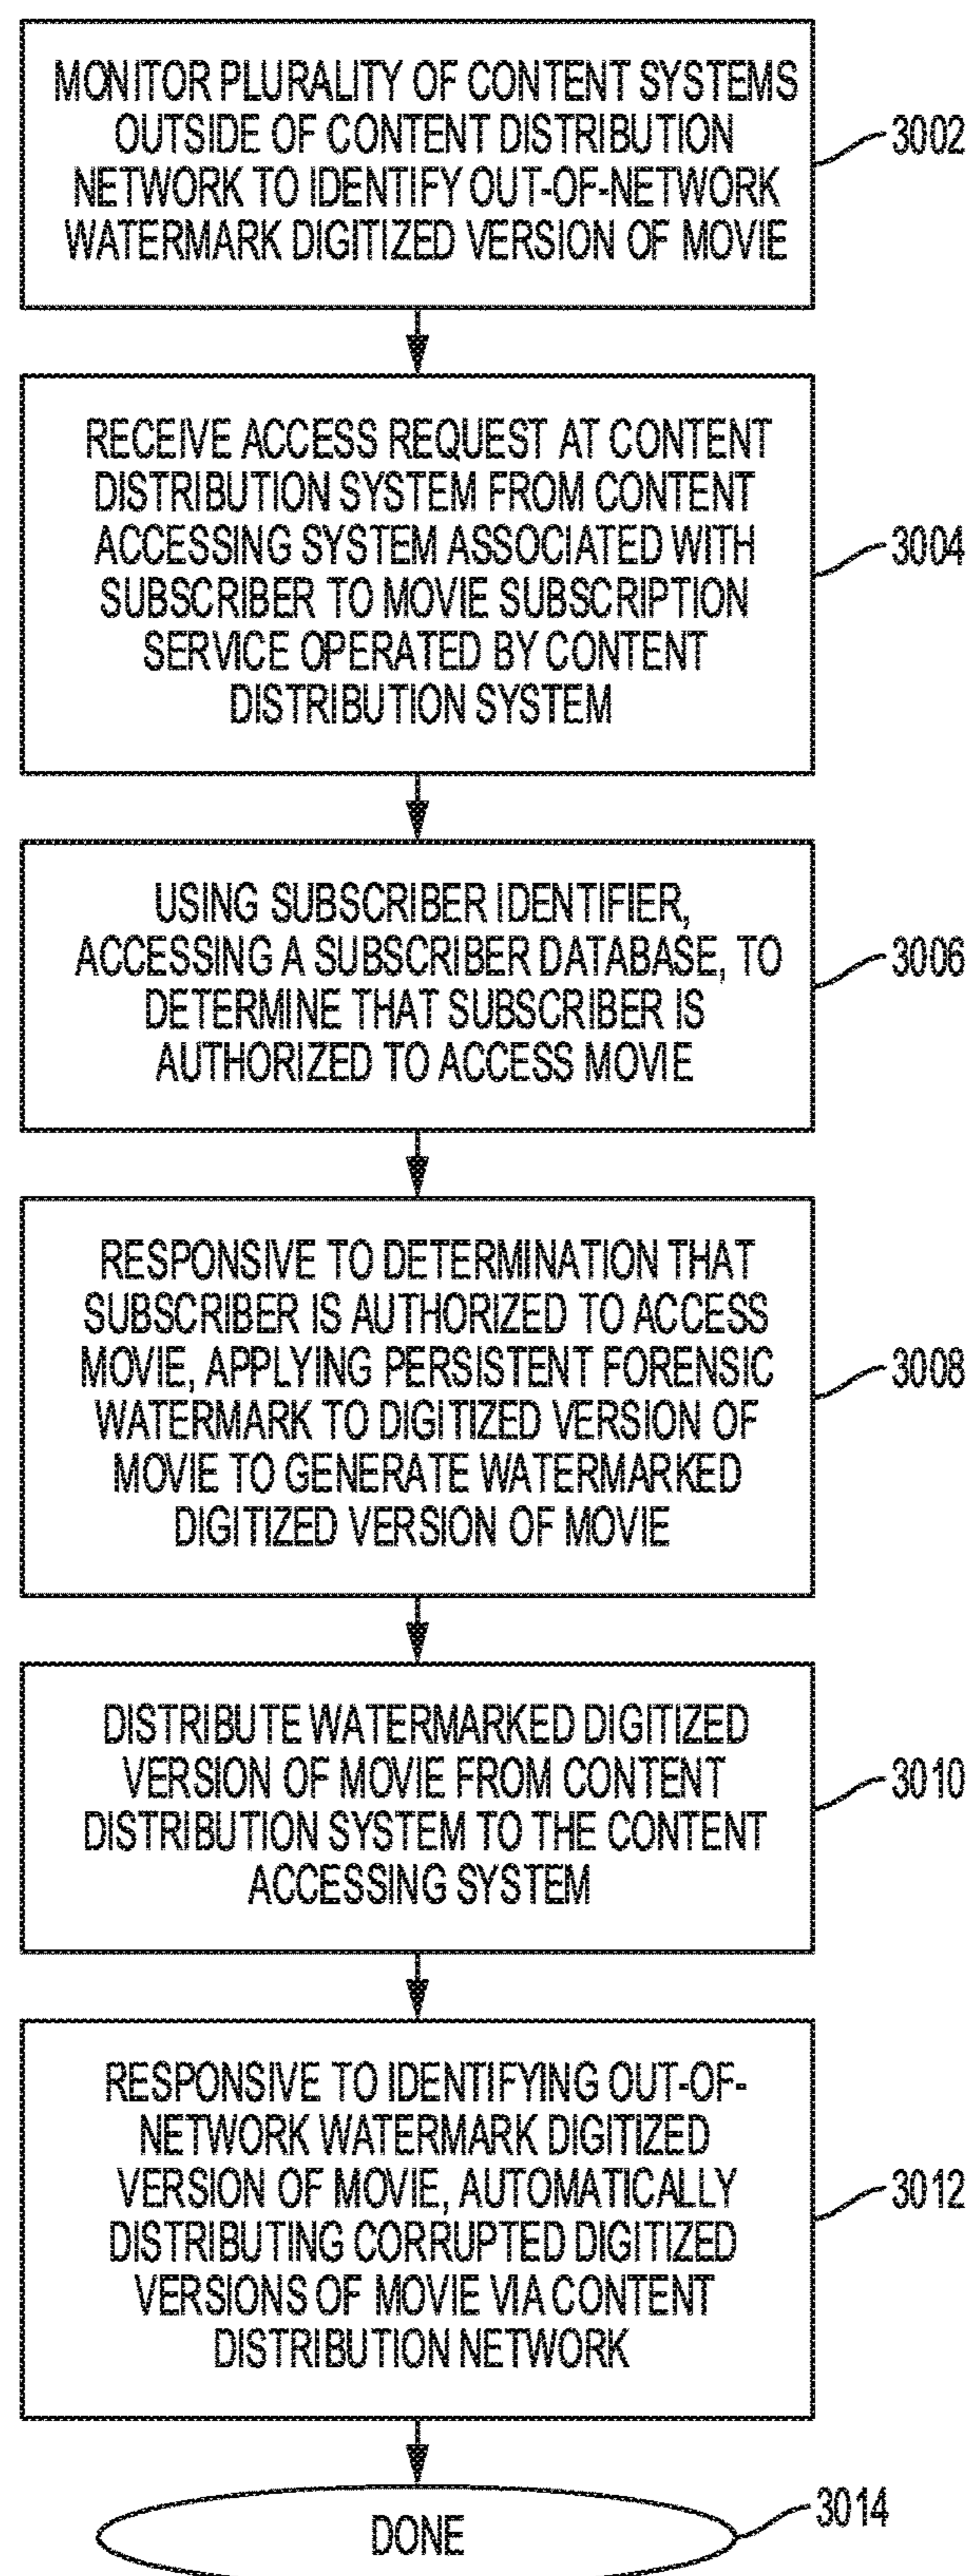 MONITOR PLURALITY OF CONTENT SYSTEMS
OUTSIDE OF CONTENT DISTRIBUTION
NETWORK TO IDENTIFY OUT-OF-NETWORK
WATERMARK DIGITIZED VERSION OF MOVIE
3002
RECEIVE ACCESS REQUEST AT CONTENT
DISTRIBUTION SYSTEM FROM CONTENT
ACCESSING SYSTEM ASSOCIATED WITH
SUBSCRIBER TO MOVIE SUBSCRIPTION
SERVICE OPERATED BY CONTENT
DISTRIBUTION SYSTEM
3004
USING SUBSCRIBER IDENTIFIER,
ACCESSING A SUBSCRIBER DATABASE, TO
DETERMINE THAT SUBSCRIBER IS
AUTHORIZED TO ACCESS MOVIE
3006
RESPONSIVE TO DETERMINATION THAT
SUBSCRIBER IS AUTHORIZED TO ACCESS
MOVIE, APPLYING PERSISTENT FORENSIC
WATERMARK TO DIGITIZED VERSION OF
MOVIE TO GENERATE WATERMARKED
DIGITIZED VERSION OF MOVIE
3008
DISTRIBUTE WATERMARKED DIGITIZED
VERSION OF MOVIE FROM CONTENT
DISTRIBUTION SYSTEM TO THE CONTENT
ACCESSING SYSTEM
3010
RESPONSIVE TO IDENTIFYING OUT-OF-
NETWORK WATERMARK DIGITIZED
VERSION OF MOVIE, AUTOMATICALLY
DISTRIBUTING CORRUPTED DIGITIZED
VERSIONS OF MOVIE VIA CONTENT
DISTRIBUTION NETWORK
3012
DONE
3014